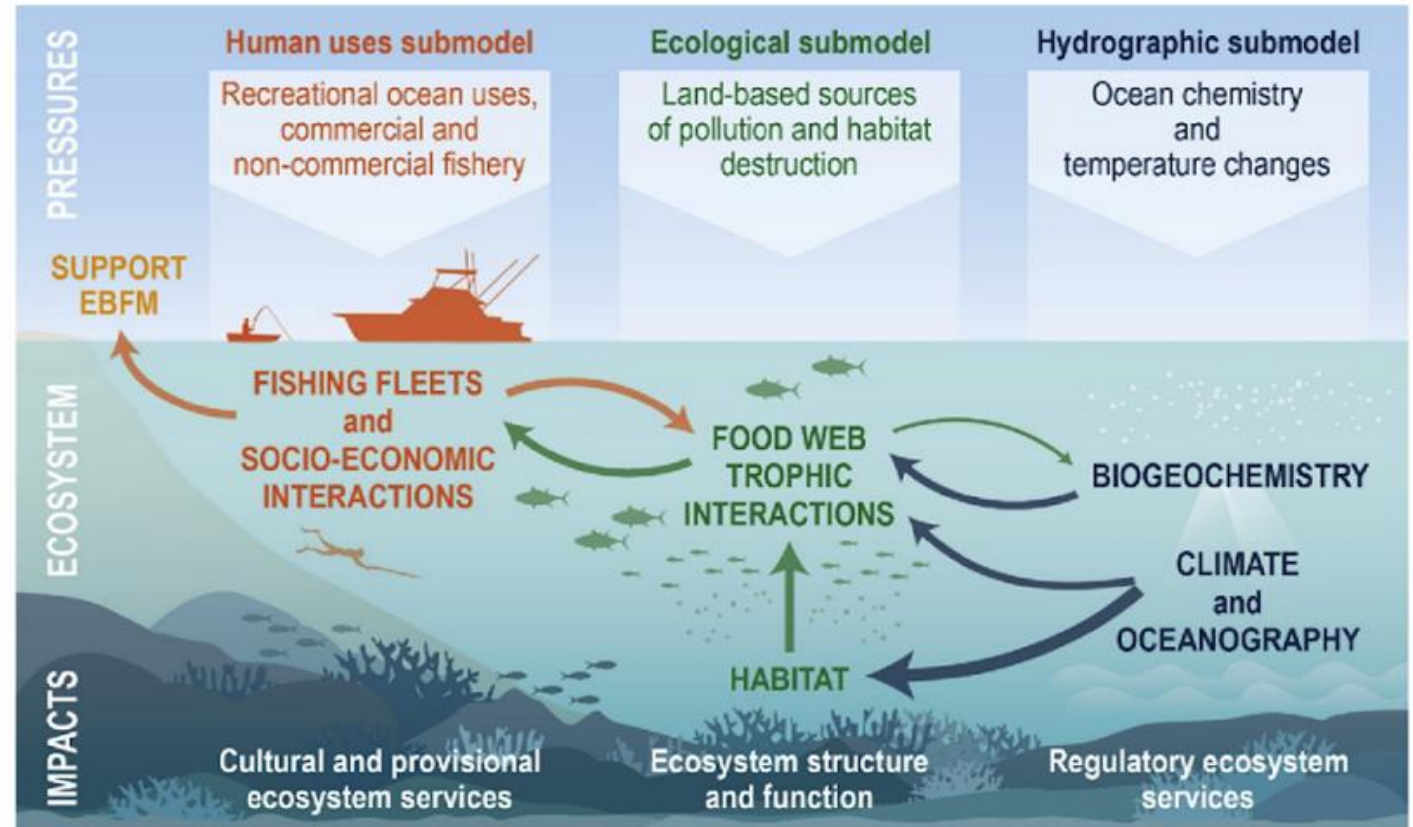 PRESSURES
Human uses submodel
Recreational ocean uses,
commercial and
non-commercial fishery
Ecological submodel
Land-based sources
of pollution and habitat
destruction
Hydrographic submodel
Ocean chemistry
and
temperature changes
SUPPORT
EBFM
ECOSYSTEM
FISHING FLEETS
and
SOCIO-ECONOMIC
INTERACTIONS
FOOD WEB
TROPHIC
INTERACTIONS
BIOGEOCHEMISTRY
CLIMATE
and
OCEANOGRAPHY
HABITAT
IMPACTS
Cultural and provisional
ecosystem services
Ecosystem structure
and function
Regulatory ecosystem
services